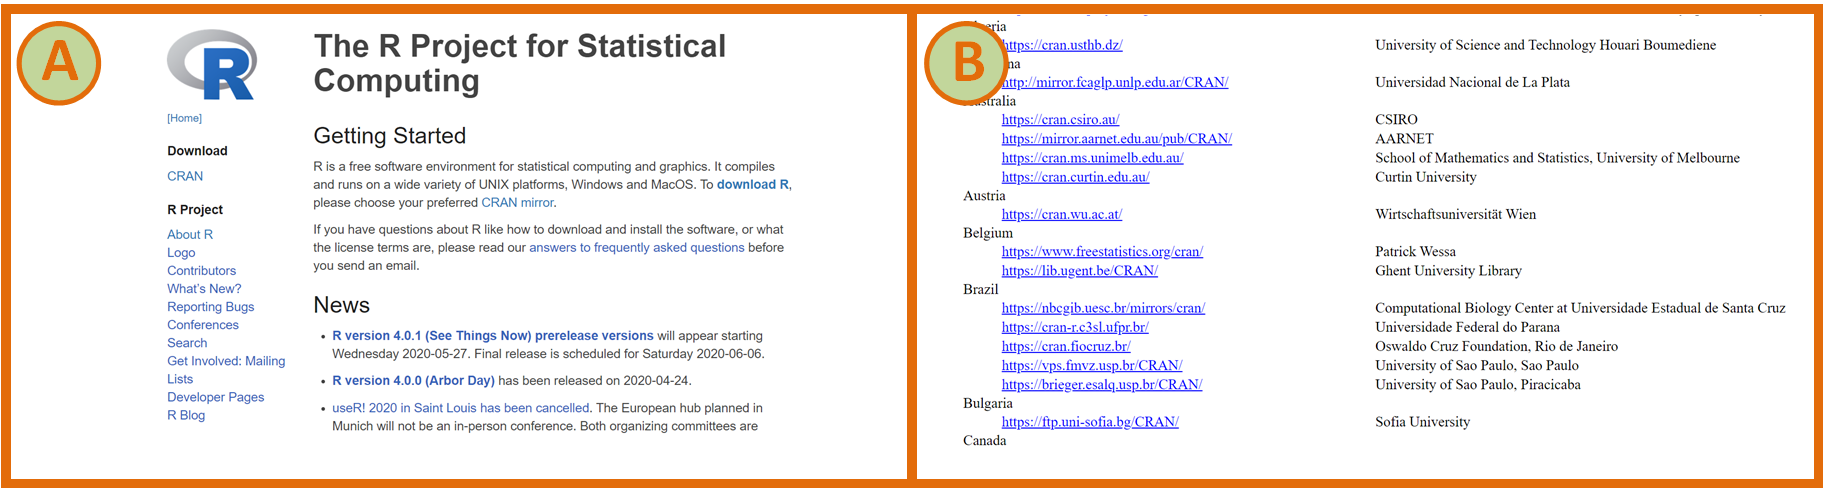 A
R
The R Project for Statistical
Computing
[Home]
Download
CRAN
R Project
About R
Logo
Contributors
What's New?
Reporting Bugs
Conferences
Search
Get Involved: Mailing
Lists
Developer Pages
R Blog
Getting Started
R is a free software environment for statistical computing and graphics. It compiles
and runs on a wide variety of UNIX platforms, Windows and MacOS. To download R,
please choose your preferred CRAN mirror.
If you have questions about R like how to download and install the software, or what
the license terms are, please read our answers to frequently asked questions before
you send an email.
News
• R version 4.0.1 (See Things Now) prerelease versions will appear starting
Wednesday 2020-05-27. Final release is scheduled for Saturday 2020-06-06.
• R version 4.0.0 (Arbor Day) has been released on 2020-04-24.
• useR! 2020 in Saint Louis has been cancelled. The European hub planned in
Munich will not be an in-person conference. Both organizing committees are
B
https://cran.usthb.dz/ University of Science and Technology Houari Boumediene
http://mirror.fcaglp.unlp.edu.ar/CRAN/ Universidad Nacional de La Plata
Australia
https://cran.csiro.au/ CSIRO
https://mirror.aarnet.edu.au/pub/CRAN/ AARNET
https://cran.ms.unimelb.edu.au/ School of Mathematics and Statistics, University of Melbourne
https://cran.curtin.edu.au/ Curtin University
Austria
https://cran.wu.ac.at/ Wirtschaftsuniversität Wien
Belgium
https://www.freestatistics.org/cran/ Patrick Wessa
https://lib.ugent.be/CRAN/ Ghent University Library
Brazil
https://nbcgib.uesc.br/mirrors/cran/ Computational Biology Center at Universidade Estadual de Santa Cruz
https://cran-r.c3sl.ufpr.br/ Universidade Federal do Parana
https://cran.fiocruz.br/ Oswaldo Cruz Foundation, Rio de Janeiro
https://vps.fmvz.usp.br/CRAN/ University of Sao Paulo, Sao Paulo
https://brieger.esalq.usp.br/CRAN/ University of Sao Paulo, Piracicaba
Bulgaria
https://ftp.uni-sofia.bg/CRAN/ Sofia University
Canada